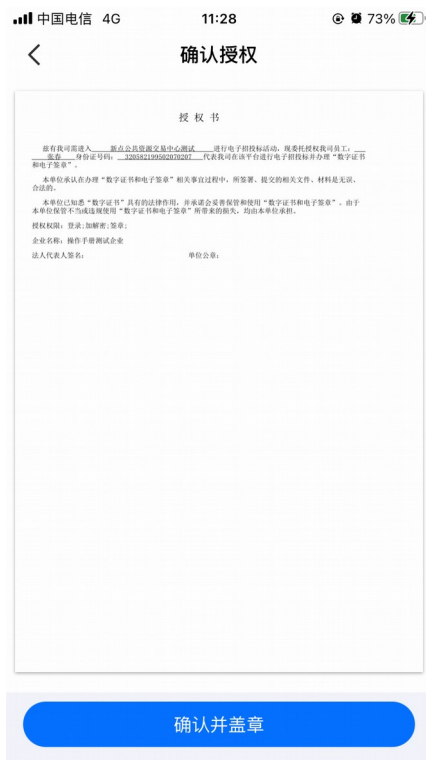 中国电信 4G 11:28 73%
确认授权
授 权 书
兹有我司需进入 新点公共资源交易中心测试 进行电子招投标活动，现委托授权我司员工：
张春 身份证号码： 320582199502070207 代表我司在该平台进行电子招投标并办理“数字证书
和电子签章”。
本单位承认在办理“数字证书和电子签章”相关事宜过程中，所签署、提交的相关文件、材料是无误、
合法的。
本单位已知悉“数字证书”具有的法律作用，并承诺会妥善保管和使用“数字证书和电子签章”。由于
本单位保管不当或违规使用“数字证书和电子签章”所带来的损失，均由本单位承担。
授权权限：登录;加解密;签章;
企业名称：操作手册测试企业
法人代表人签名： 单位公章：
确认并盖章